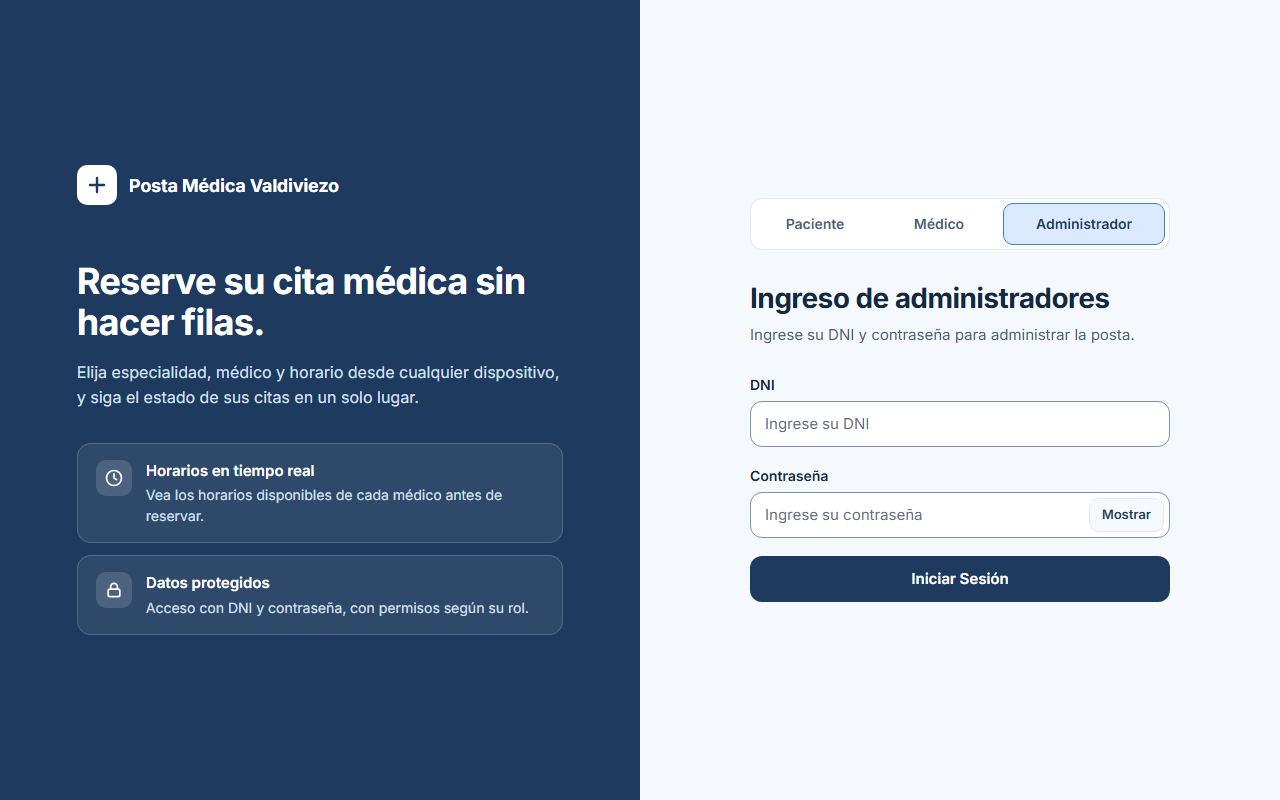 Posta Médica Valdiviezo
Reserve su cita médica sin
hacer filas.
Elija especialidad, médico y horario desde cualquier dispositivo,
y siga el estado de sus citas en un solo lugar.
Horarios en tiempo real
Vea los horarios disponibles de cada médico antes de
reservar.
Datos protegidos
Acceso con DNI y contraseña, con permisos según su rol.
Paciente
Médico
Administrador
Ingreso de administradores
Ingrese su DNI y contraseña para administrar la posta.
DNI
Ingrese su DNI
Contraseña
Ingrese su contraseña
Mostrar
Iniciar Sesión